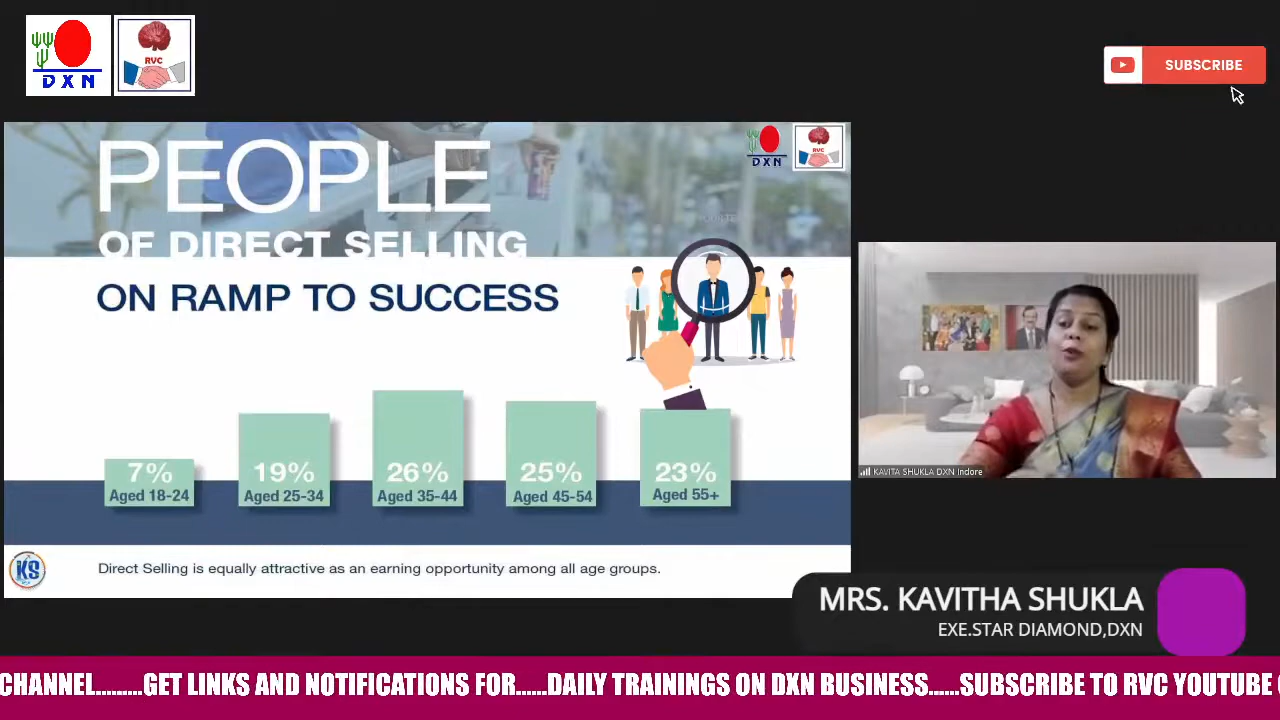 DXN
RVC
SUBSCRIBE
PEOPLE
DXN
RVC
OF DIRECT SELLING
ON RAMP TO SUCCESS
7%
Aged 18-24
19%
Aged 25-34
26%
Aged 35-44
25%
Aged 45-54
23%
Aged 55+
KS
Direct Selling is equally attractive as an earning opportunity among all age groups.
KAVITA SHUKLA DXN Indore
MRS. KAVITHA SHUKLA
EXE.STAR DIAMOND,DXN
CHANNEL.........GET LINKS AND NOTIFICATIONS FOR......DAILY TRAININGS ON DXN BUSINESS......SUBSCRIBE TO RVC YOUTUBE